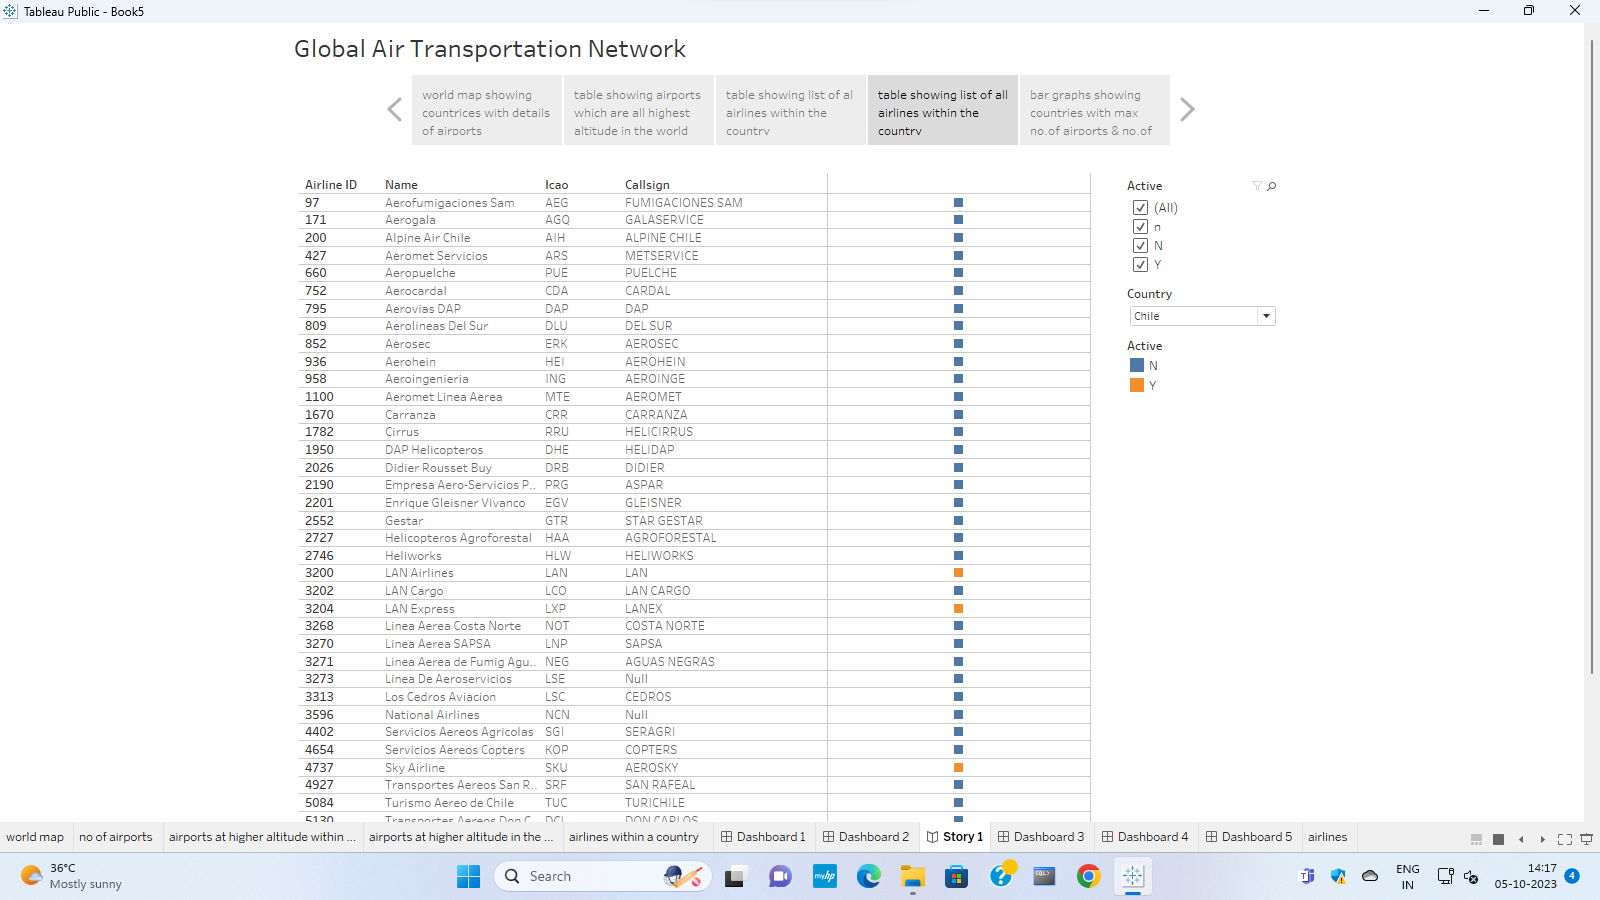 Tableau Public - Book5
Global Air Transportation Network
world map showing
countrices with details
of airports
table showing airports
which are all highest
altitude in the world
table showing list of al
airlines within the
country
table showing list of all
airlines within the
country
bar graphs showing
countries with max
no.of airports & no.of
Airline ID Name Icao Callsign
97 Aerofumigaciones Sam AEG FUMIGACIONES SAM
171 Aerogala AGQ GALASERVICE
200 Alpine Air Chile AIH ALPINE CHILE
427 Aeromet Servicios ARS METSERVICE
660 Aeropuelche PUE PUELCHE
752 Aerocardal CDA CARDAL
795 Aerovias DAP DAP DAP
809 Aerolineas Del Sur DLU DEL SUR
852 Aerosec ERK AEROSEC
936 Aerohein HEI AEROHEIN
958 Aeroingenieria ING AEROINGE
1100 Aeromet Linea Aerea MTE AEROMET
1670 Carranza CRR CARRANZA
1782 Cirrus RRU HELICIRRUS
1950 DAP Helicopteros DHE HELIDAP
2026 Didier Rousset Buy DRB DIDIER
2190 Empresa Aero-Servicios P.. PRG ASPAR
2201 Enrique Gleisner Vivanco EGV GLEISNER
2552 Gestar GTR STAR GESTAR
2727 Helicopteros Agroforestal HAA AGROFORESTAL
2746 Heliworks HLW HELIWORKS
3200 LAN Airlines LAN LAN
3202 LAN Cargo LCO LAN CARGO
3204 LAN Express LXP LANEX
3268 Linea Aerea Costa Norte NOT COSTA NORTE
3270 Linea Aerea SAPSA LNP SAPSA
3271 Linea Aerea de Fumig Agu.. NEG AGUAS NEGRAS
3273 Linea De Aeroservicios LSE Null
3313 Los Cedros Aviacion LSC CEDROS
3596 National Airlines NCN Null
4402 Servicios Aereos Agricolas SGI SERAGRI
4654 Servicios Aereos Copters KOP COPTERS
4737 Sky Airline SKU AEROSKY
4927 Transportes Aereos San R.. SRF SAN RAFEAL
5084 Turismo Aereo de Chile TUC TURICHILE
5130 Transportes Aereos Don C.. DCL DON CARLOS
Active
(All)
n
N
Y
Country
Chile
Active
N
Y
world map no of airports airports at higher altitude within ... airports at higher altitude in the ... airlines within a country Dashboard 1 Dashboard 2 Story 1 Dashboard 3 Dashboard 4 Dashboard 5 airlines
36°C
Mostly sunny
Search
myhp
SQL>
ENG
IN
14:17
05-10-2023
4